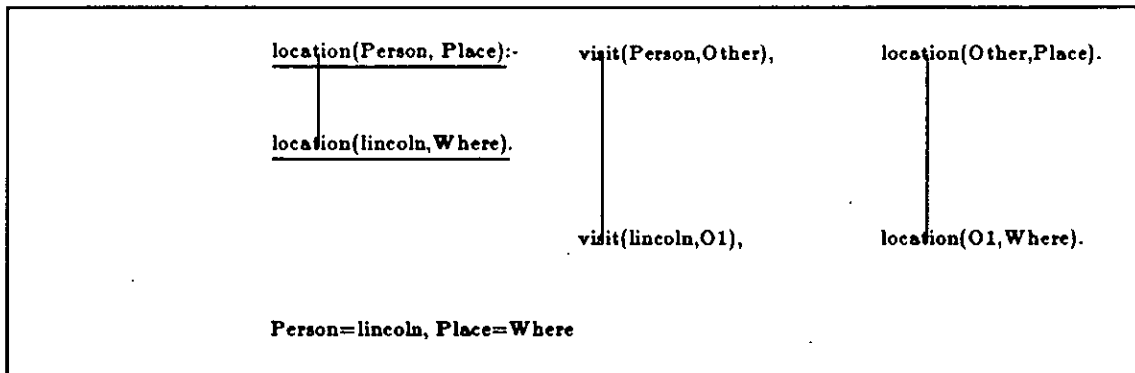 location(Person, Place):- visit(Person,Other), location(Other,Place).
location(lincoln,Where).
visit(lincoln,O1), location(O1,Where).
Person=lincoln, Place=Where